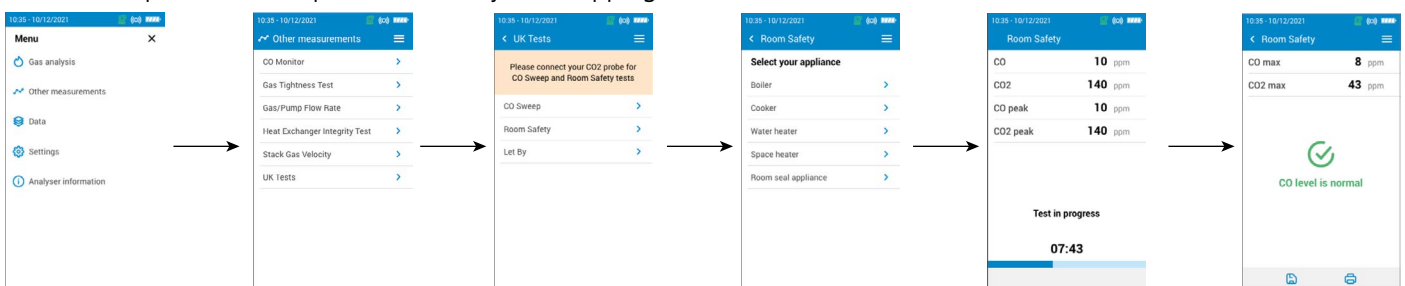 10:35 - 10/12/2021
Menu
Gas analysis
Other measurements
Data
Settings
Analyser information
10:35 - 10/12/2021
Other measurements
CO Monitor
Gas Tightness Test
Gas/Pump Flow Rate
Heat Exchanger Integrity Test
Stack Gas Velocity
UK Tests
10:35 - 10/12/2021
UK Tests
Please connect your CO2 probe for
CO Sweep and Room Safety tests
CO Sweep
Room Safety
Let By
10:35 - 10/12/2021
Room Safety
Select your appliance
Boiler
Cooker
Water heater
Space heater
Room seal appliance
10:35 - 10/12/2021
Room Safety
CO 10 ppm
CO2 140 ppm
CO peak 10 ppm
CO2 peak 140 ppm
Test in progress
07:43
10:35 - 10/12/2021
Room Safety
CO max 8 ppm
CO2 max 43 ppm
CO level is normal